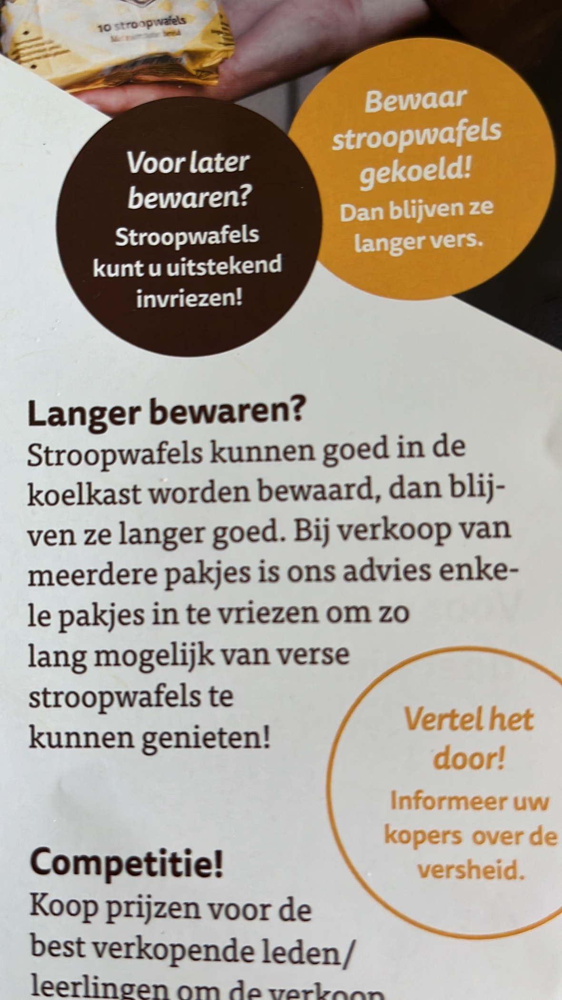 10 stroopwafels
Voor later
bewaren?
Stroopwafels
kunt u uitstekend
invriezen!
Bewaar
stroopwafels
gekoeld!
Dan blijven ze
langer vers.
Langer bewaren?
Stroopwafels kunnen goed in de
koelkast worden bewaard, dan blij-
ven ze langer goed. Bij verkoop van
meerdere pakjes is ons advies enke-
le pakjes in te vriezen om zo
lang mogelijk van verse
stroopwafels te
kunnen genieten!
Vertel het
door!
Informeer uw
kopers over de
versheid.
Competitie!
Koop prijzen voor de
best verkopende leden/
leerlingen om de verkoop